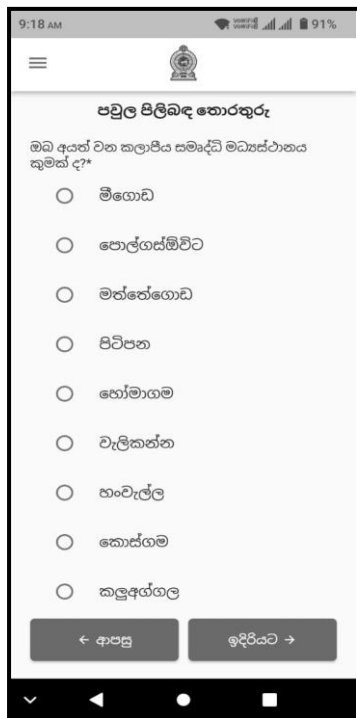 9:18 AM
91%
පවුල පිලිබඳ තොරතුරු
ඔබ අයත් වන කලාපීය සමෘද්ධි මධ්‍යස්ථානය
කුමක් ද?*
මීගොඩ
පොල්ගස්ඕවිට
මත්තේගොඩ
පිටිපන
හෝමාගම
වැලිකන්න
හංවැල්ල
කොස්ගම
කලුඅග්ගල
← ආපසු
ඉදිරියට →